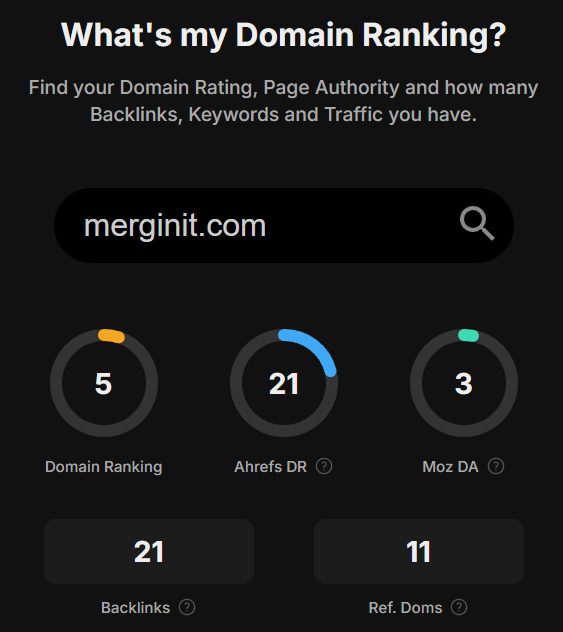 What's my Domain Ranking?
Find your Domain Rating, Page Authority and how many
Backlinks, Keywords and Traffic you have.
merginit.com
5
21
3
Domain Ranking
Ahrefs DR ?
Moz DA ?
21
11
Backlinks ?
Ref. Doms ?